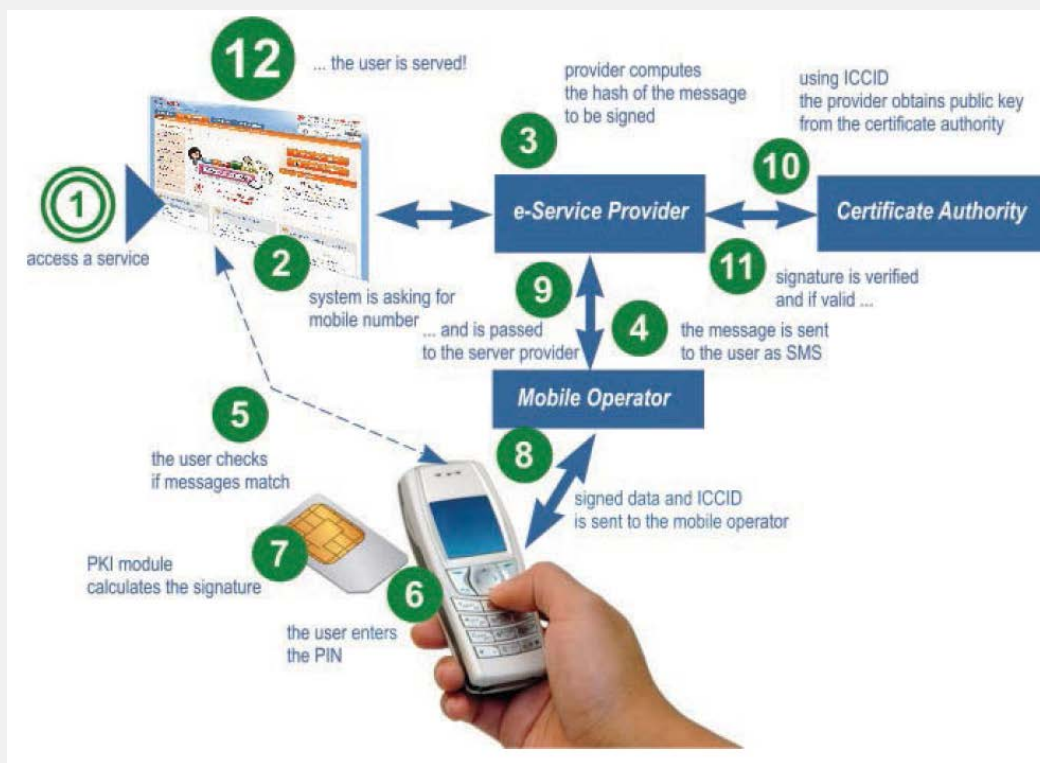 12
... the user is served!
1
access a service
2
system is asking for
mobile number
provider computes
the hash of the message
to be signed
3
e-Service Provider
using ICCID
the provider obtains public key
from the certificate authority
10
Certificate Authority
11
signature is verified
and if valid ...
9
... and is passed
to the server provider
4
the message is sent
to the user as SMS
Mobile Operator
5
the user checks
if messages match
8
signed data and ICCID
is sent to the mobile operator
7
PKI module
calculates the signature
6
the user enters
the PIN